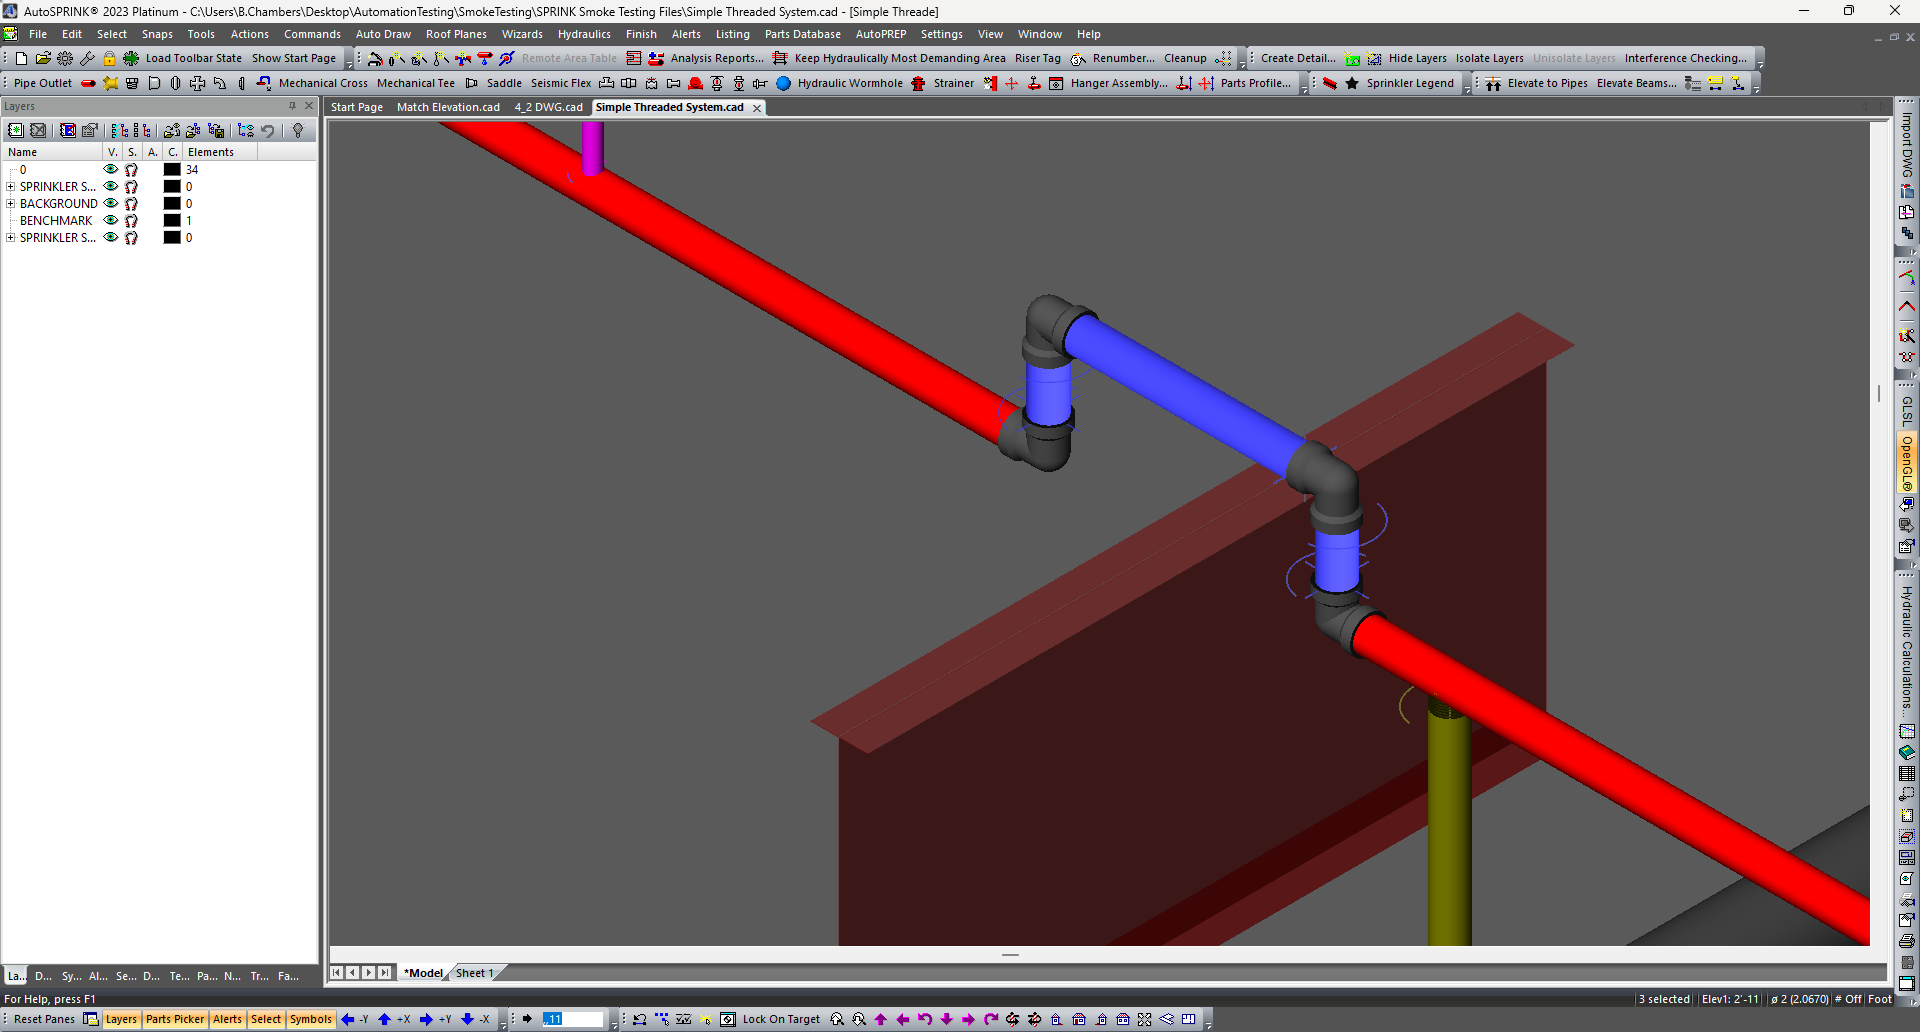 AutoSPRINK® 2023 Platinum - C:\Users\B.Chambers\Desktop\AutomationTesting\SmokeTesting\SPRINK Smoke Testing Files\Simple Threaded System.cad - [Simple Threade]
File Edit Select Snaps Tools Actions Commands Auto Draw Roof Planes Wizards Hydraulics Finish Alerts Listing Parts Database AutoPREP Settings View Window Help
Load Toolbar State Show Start Page Remote Area Table Analysis Reports... Keep Hydraulically Most Demanding Area Riser Tag Renumber... Cleanup Create Detail... Hide Layers Isolate Layers Unisolate Layers Interference Checking...
Pipe Outlet Mechanical Cross Mechanical Tee Saddle Seismic Flex Hydraulic Wormhole Strainer Hanger Assembly... Parts Profile... Sprinkler Legend Elevate to Pipes Elevate Beams...
Layers
Start Page Match Elevation.cad 4_2 DWG.cad Simple Threaded System.cad
Name V. S. A. C. Elements
0 34
SPRINKLER S... 0
BACKGROUND 0
BENCHMARK 1
SPRINKLER S... 0
Import DWG
GLSL
OpenGL®
Hydraulic Calculations...
La... D... Sy... Al... Se... D... Te... Pa... N... Tr... Fa...
*Model Sheet 1
For Help, press F1
3 selected Elev1: 2'-11 ø 2 (2.0670) # Off Foot
Reset Panes Layers Parts Picker Alerts Select Symbols -Y +X +Y -X ,,11 Lock On Target